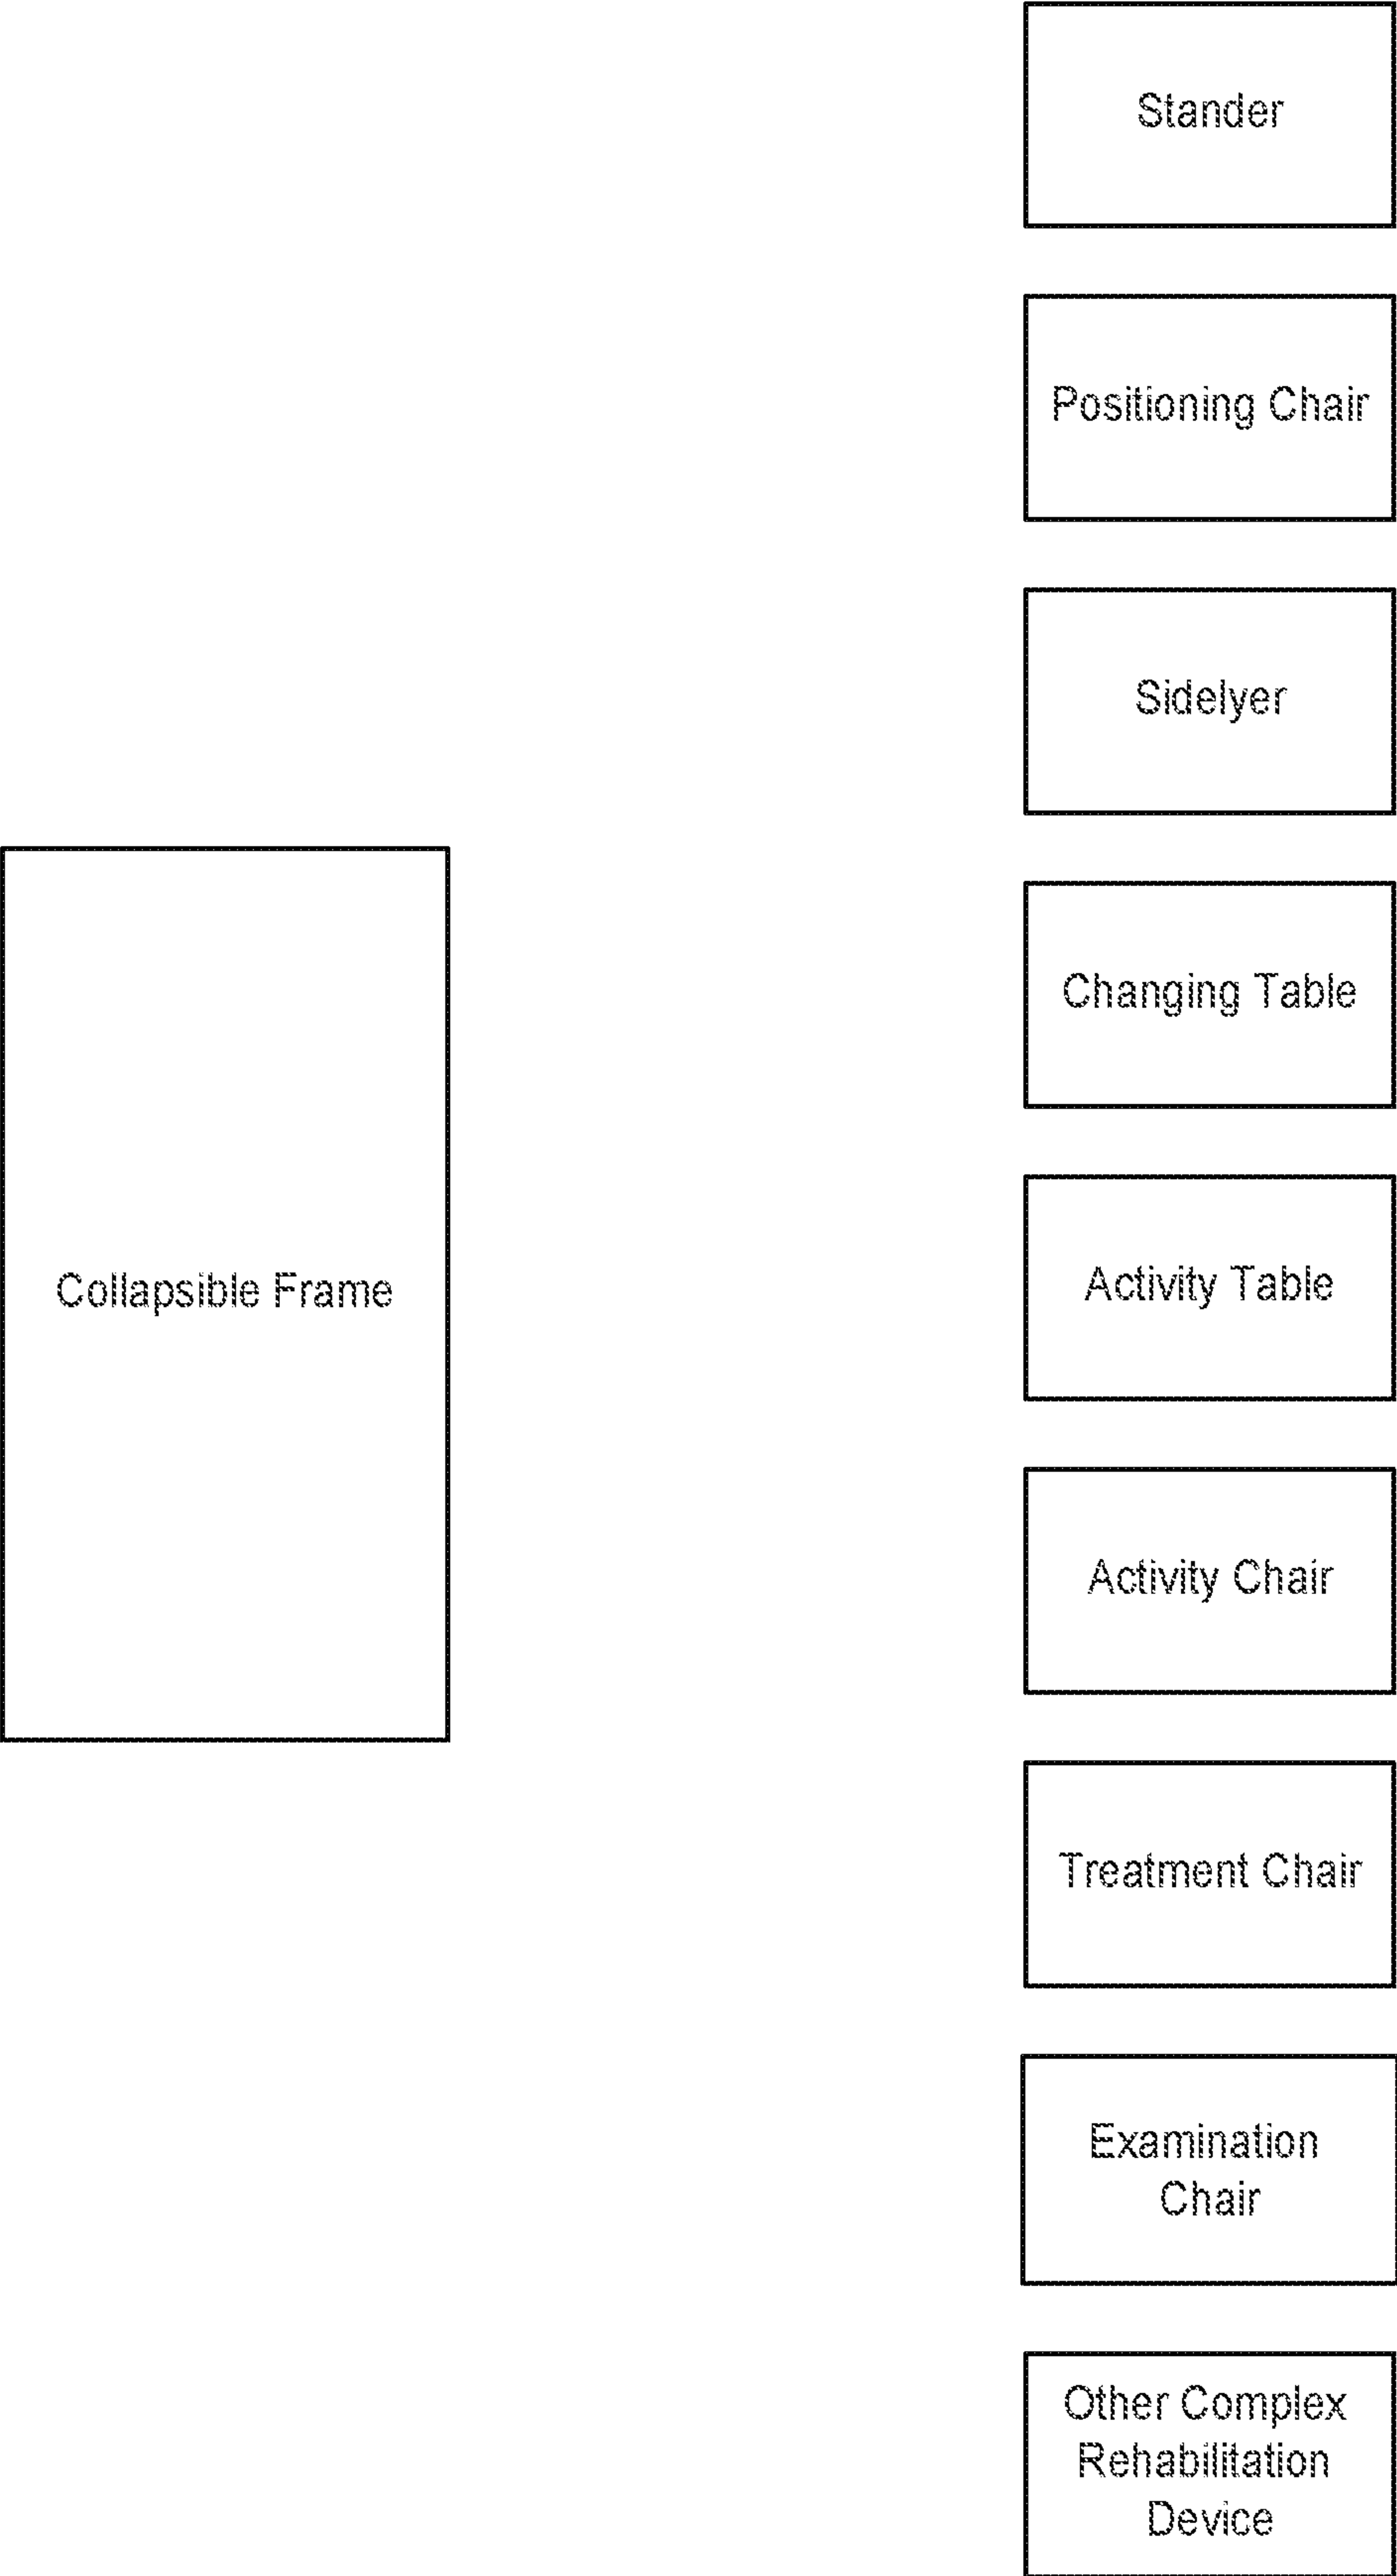 Stander
Positioning Chair
Sidelyer
Changing Table
Collapsible Frame
Activity Table
Activity Chair
Treatment Chair
Examination
Chair
Other Complex
Rehabilitation
Device